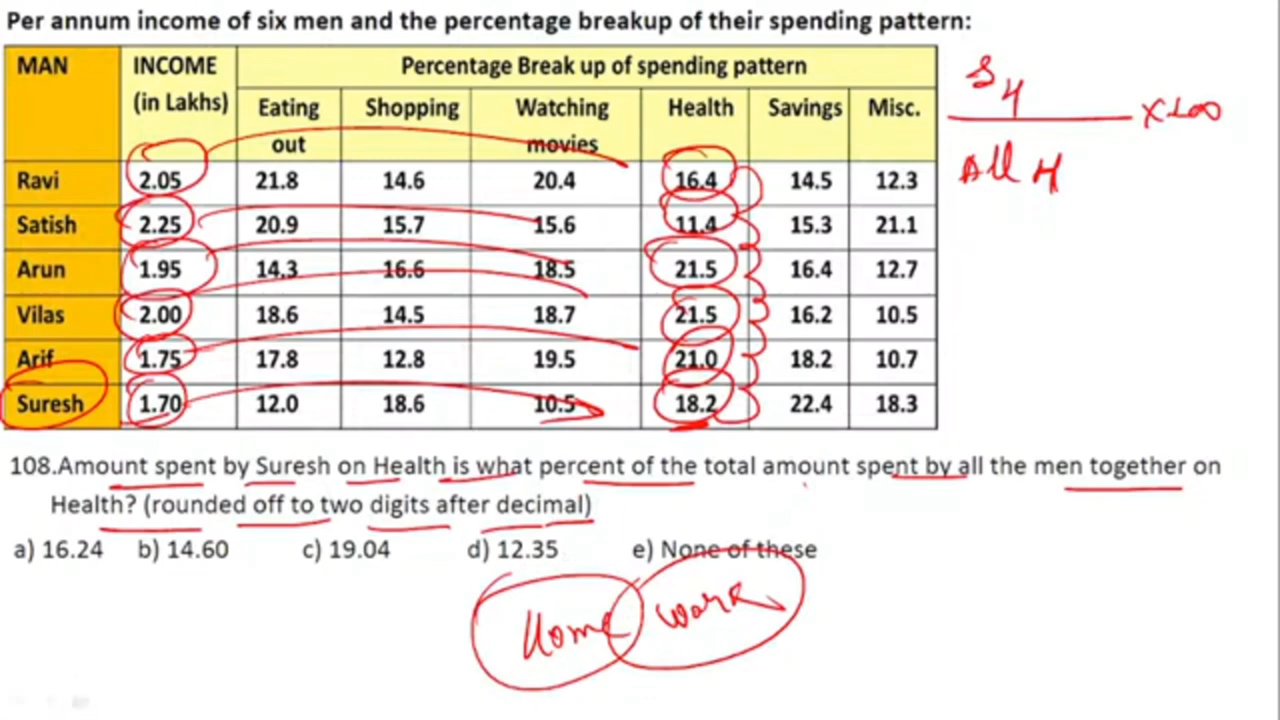 Per annum income of six men and the percentage breakup of their spending pattern:
MAN INCOME (in Lakhs) Percentage Break up of spending pattern
Eating out Shopping Watching movies Health Savings Misc.
Ravi 2.05 21.8 14.6 20.4 16.4 14.5 12.3
Satish 2.25 20.9 15.7 15.6 11.4 15.3 21.1
Arun 1.95 14.3 16.6 18.5 21.5 16.4 12.7
Vilas 2.00 18.6 14.5 18.7 21.5 16.2 10.5
Arif 1.75 17.8 12.8 19.5 21.0 18.2 10.7
Suresh 1.70 12.0 18.6 10.5 18.2 22.4 18.3
S H
x100
All H
108.Amount spent by Suresh on Health is what percent of the total amount spent by all the men together on
Health? (rounded off to two digits after decimal)
a) 16.24 b) 14.60 c) 19.04 d) 12.35 e) None of these
Home work